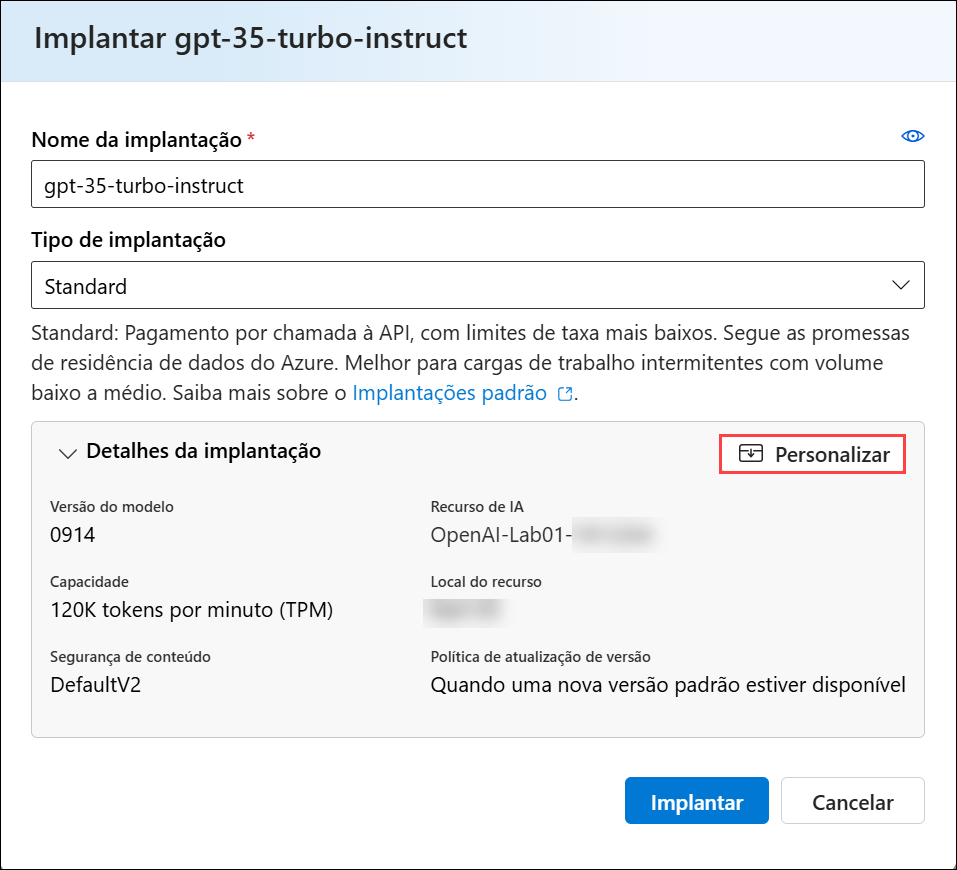 Implantar gpt-35-turbo-instruct
Nome da implantação *
gpt-35-turbo-instruct
Tipo de implantação
Standard
Standard: Pagamento por chamada à API, com limites de taxa mais baixos. Segue as promessas
de residência de dados do Azure. Melhor para cargas de trabalho intermitentes com volume
baixo a médio. Saiba mais sobre o Implantações padrão.
Detalhes da implantação
Personalizar
Versão do modelo
0914
Recurso de IA
OpenAI-Lab01-
Capacidade
120K tokens por minuto (TPM)
Local do recurso
Segurança de conteúdo
DefaultV2
Política de atualização de versão
Quando uma nova versão padrão estiver disponível
Implantar
Cancelar